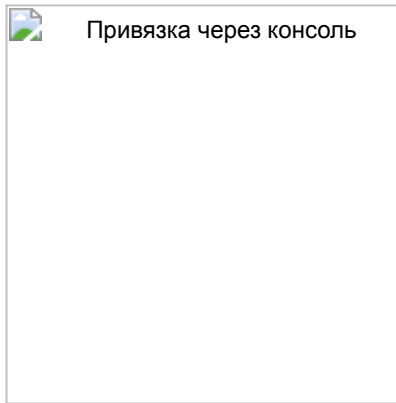 Привязка через консоль